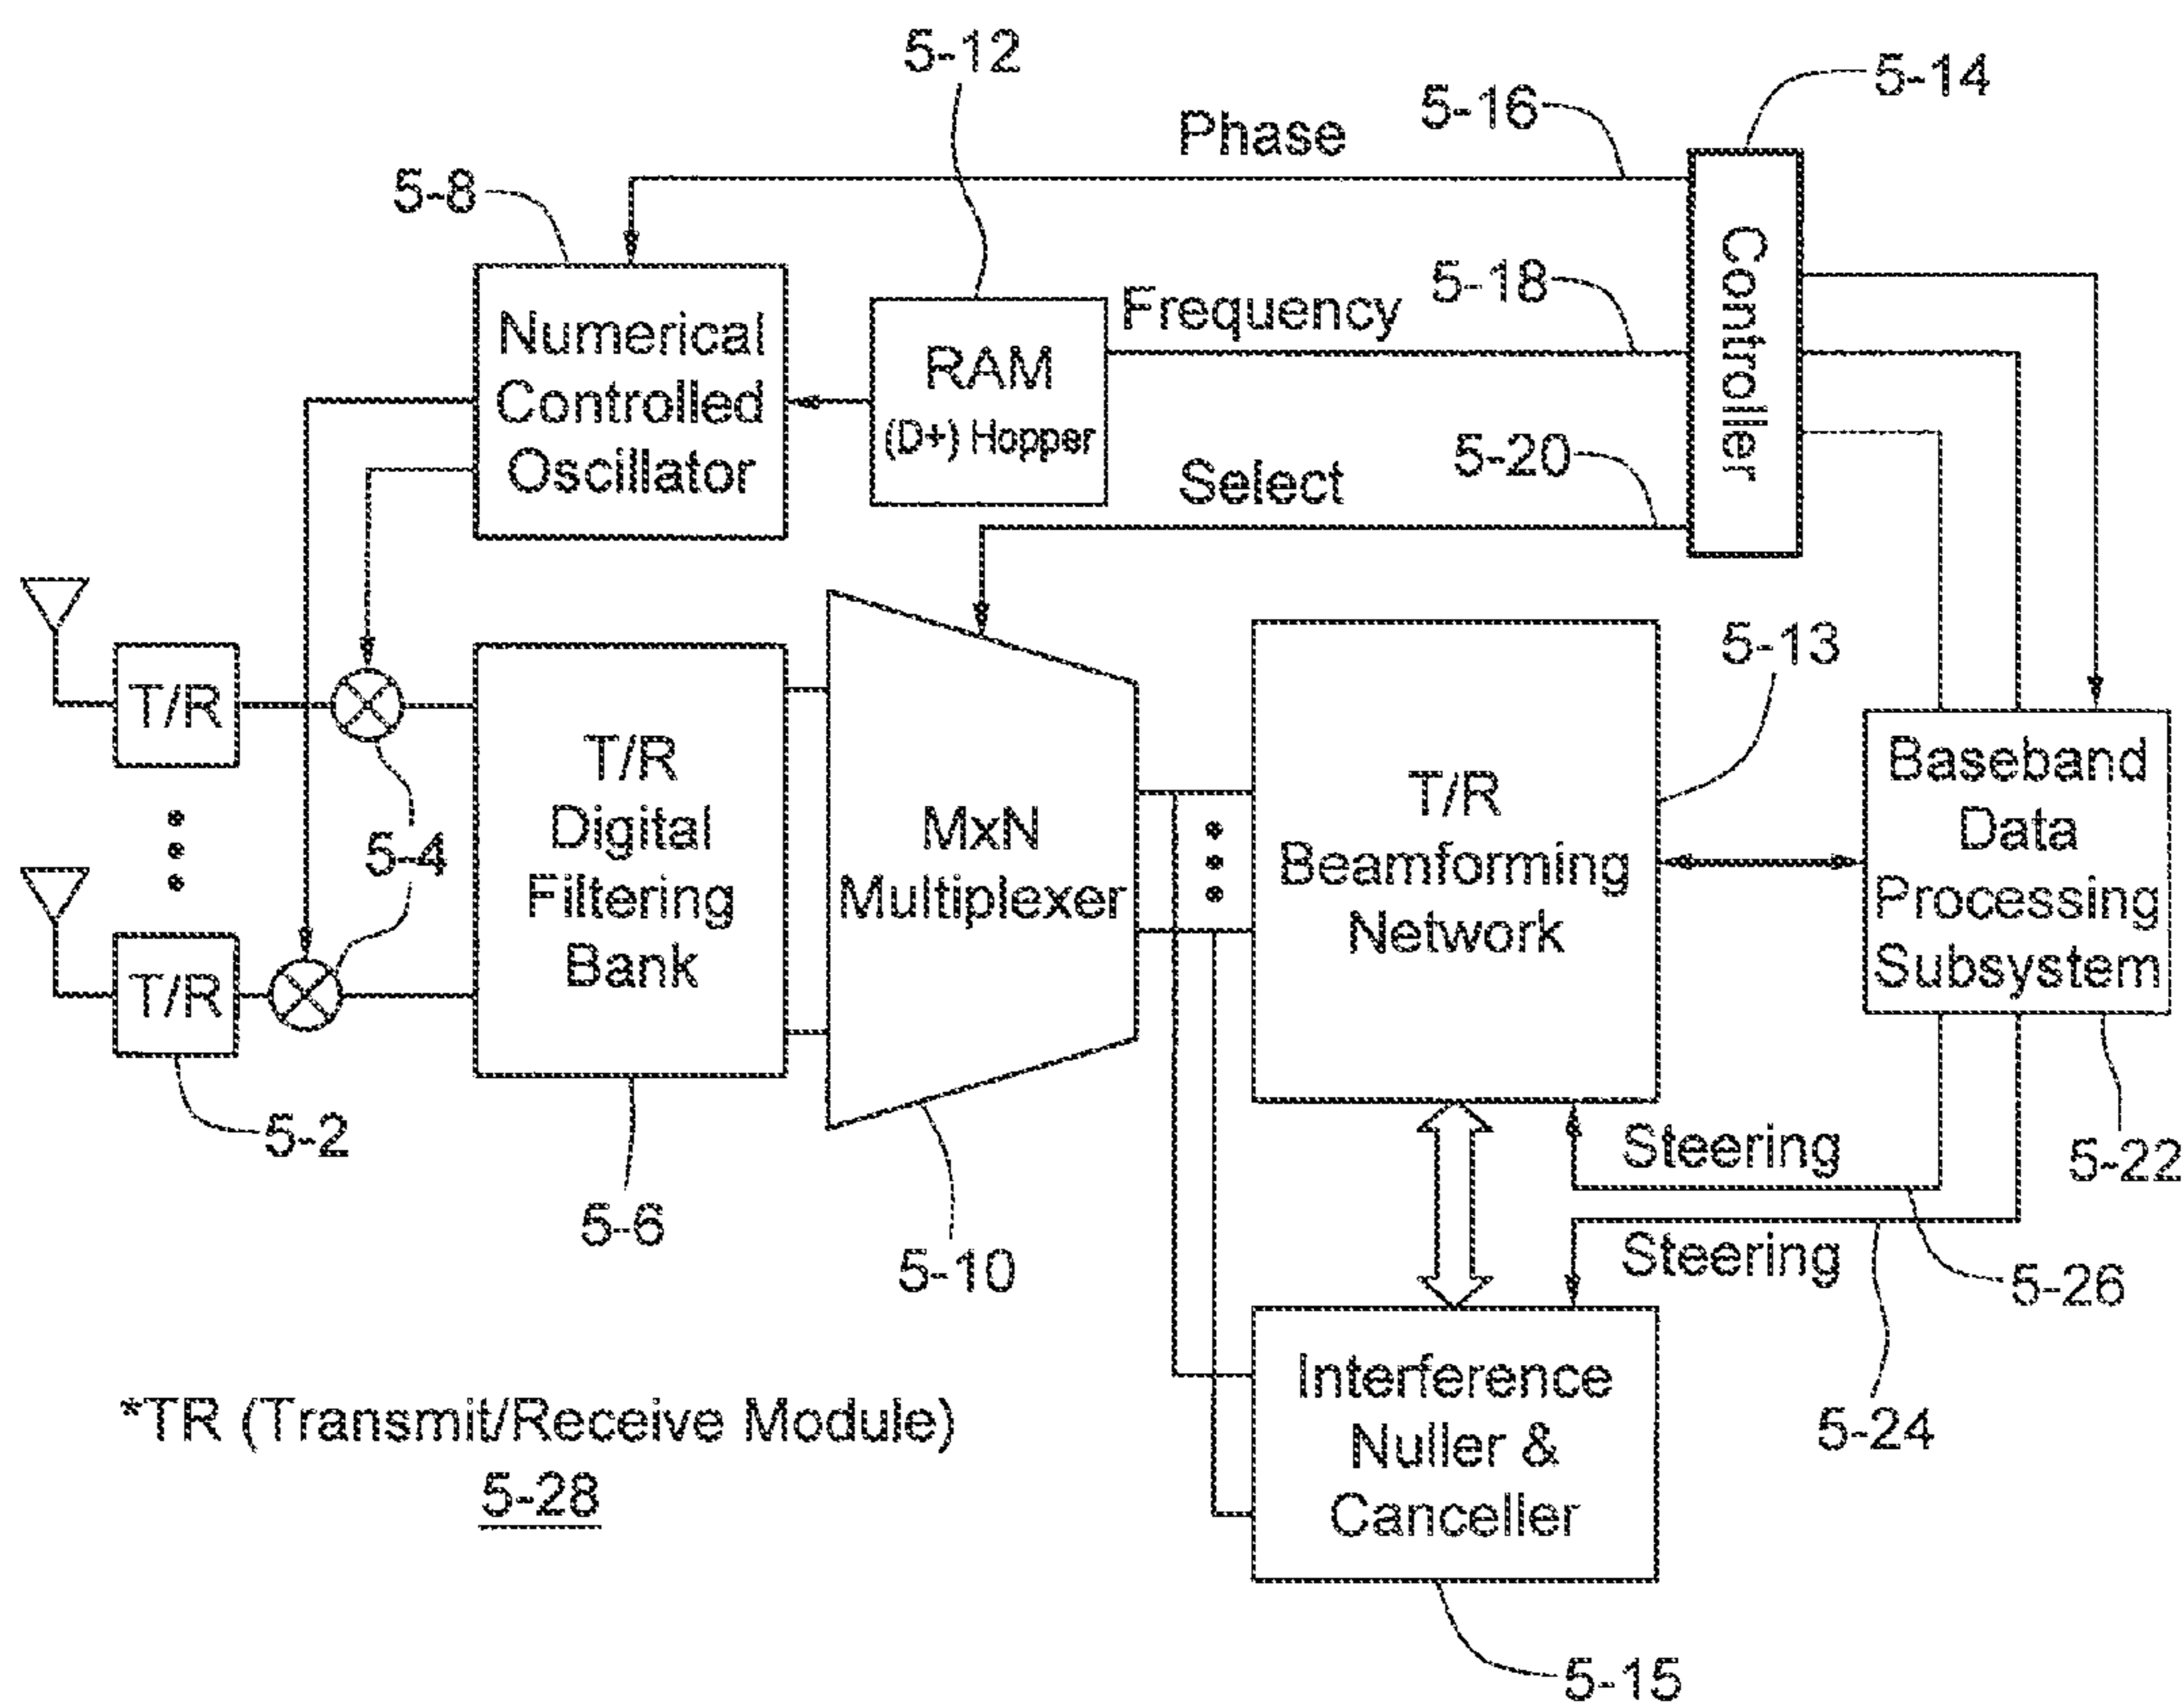 5-12
5-14
5-16
Phase
5-8
5-18
Frequency
Controller
Numerical
Controlled
Oscillator
RAM
(D+) Hopper
5-20
Select
5-13
T/R
5-4
T/R
Digital
Filtering
Bank
MxN
Multiplexer
T/R
Beamforming
Network
Baseband
Data
Processing
Subsystem
T/R
5-2
5-6
5-10
Steering
5-22
Steering
5-26
5-24
Interference
Nuller &
Canceller
*TR (Transmit/Receive Module)
5-28
5-15